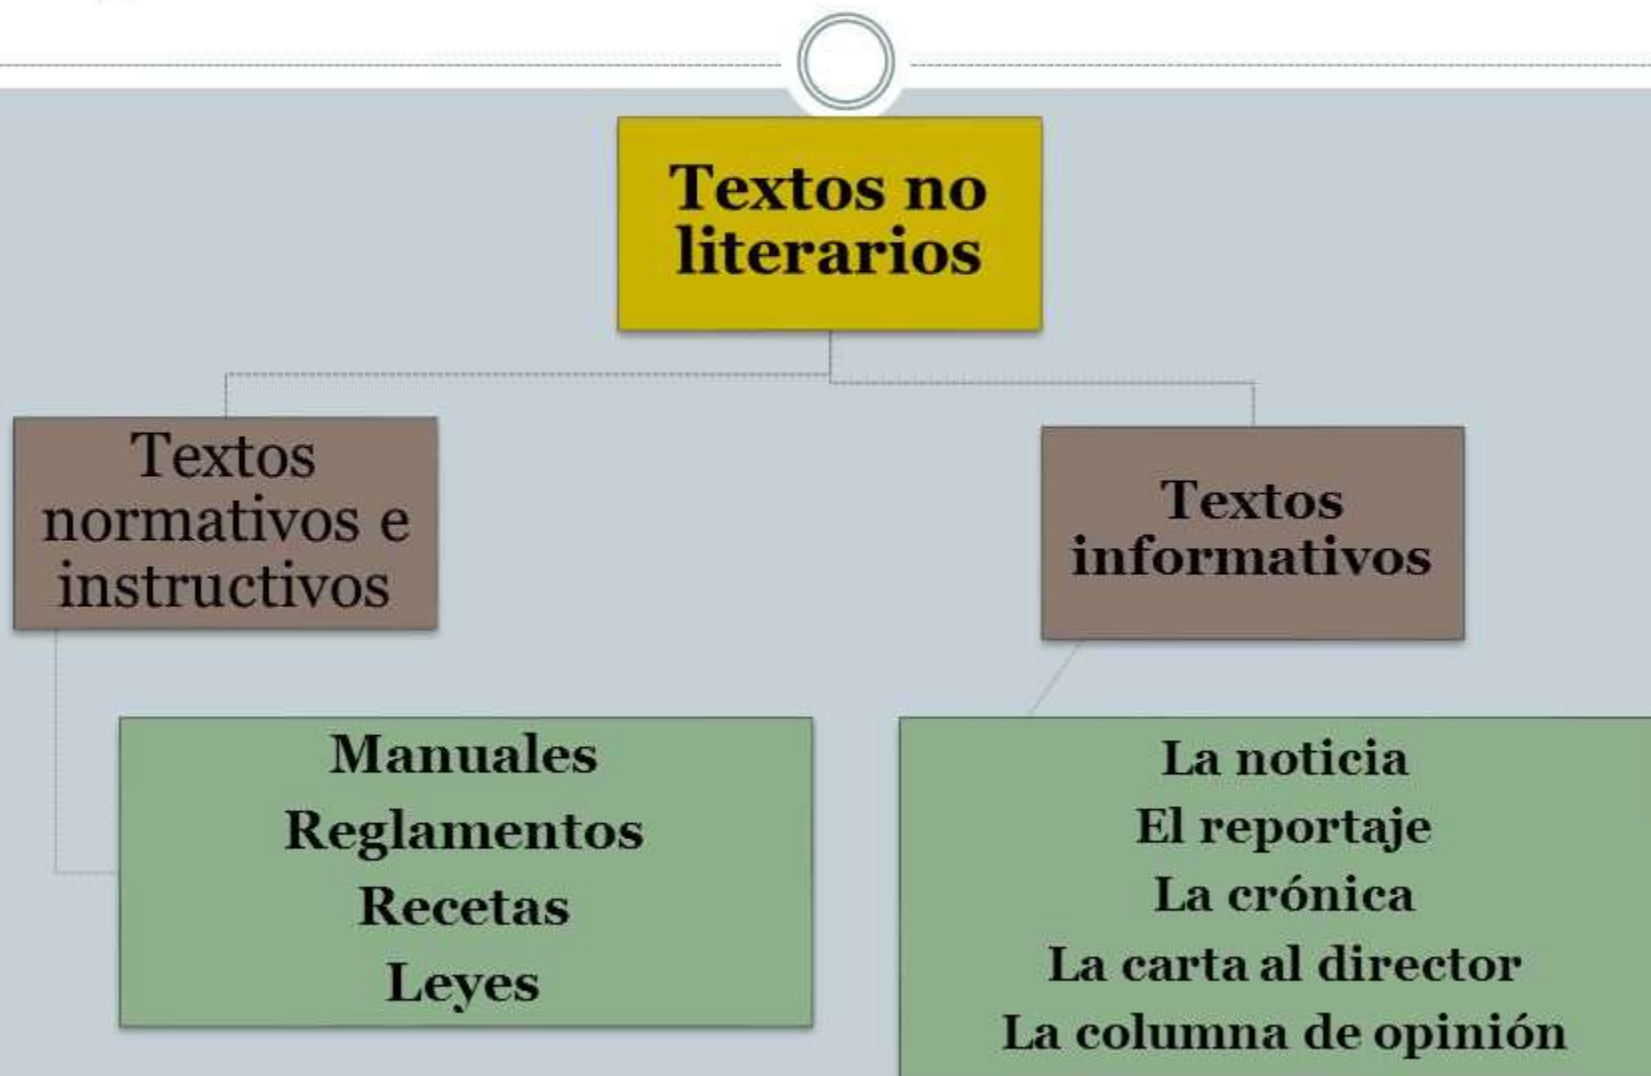 Textos no
literarios
Textos
normativos e
instructivos
Textos
informativos
Manuales
Reglamentos
Recetas
Leyes
La noticia
El reportaje
La crónica
La carta al director
La columna de opinión